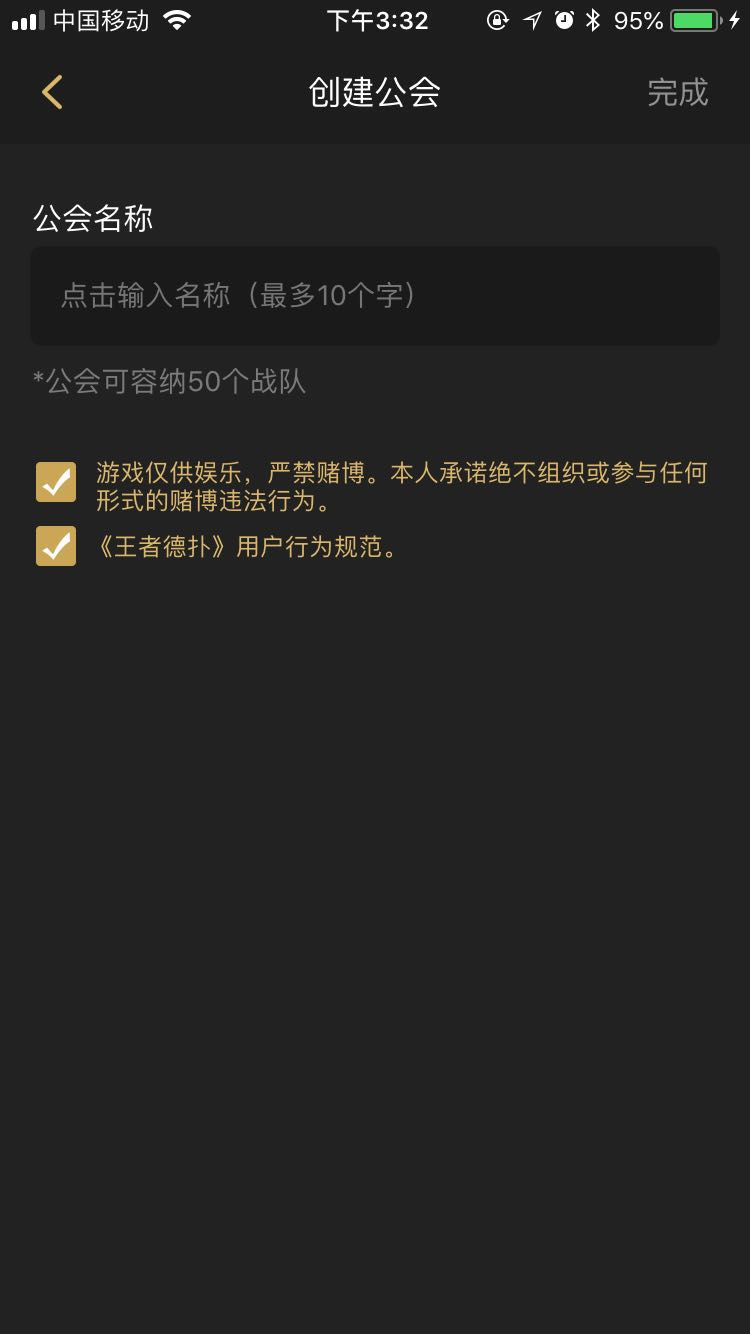 中国移动
下午3:32
95%
创建公会
完成
公会名称
点击输入名称（最多10个字）
*公会可容纳50个战队
游戏仅供娱乐，严禁赌博。本人承诺绝不组织或参与任何
形式的赌博违法行为。
《王者德扑》用户行为规范。